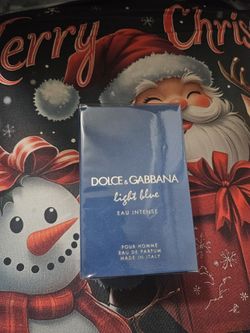 Merry Chris
DOLCE & GABBANA
light blue
EAU INTENSE
POUR HOMME
EAU DE PARFUM
MADE IN ITALY